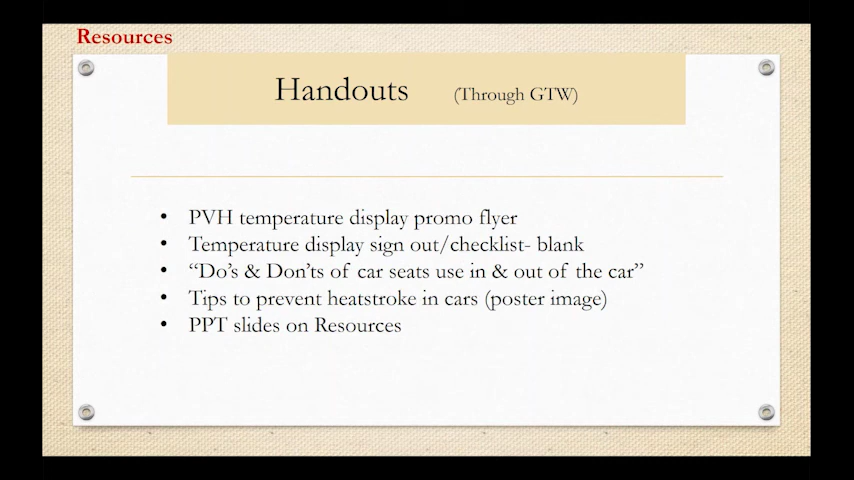 Resources
Handouts (Through GTW)
• PVH temperature display promo flyer
• Temperature display sign out/checklist- blank
• “Do’s & Don’ts of car seats use in & out of the car”
• Tips to prevent heatstroke in cars (poster image)
• PPT slides on Resources